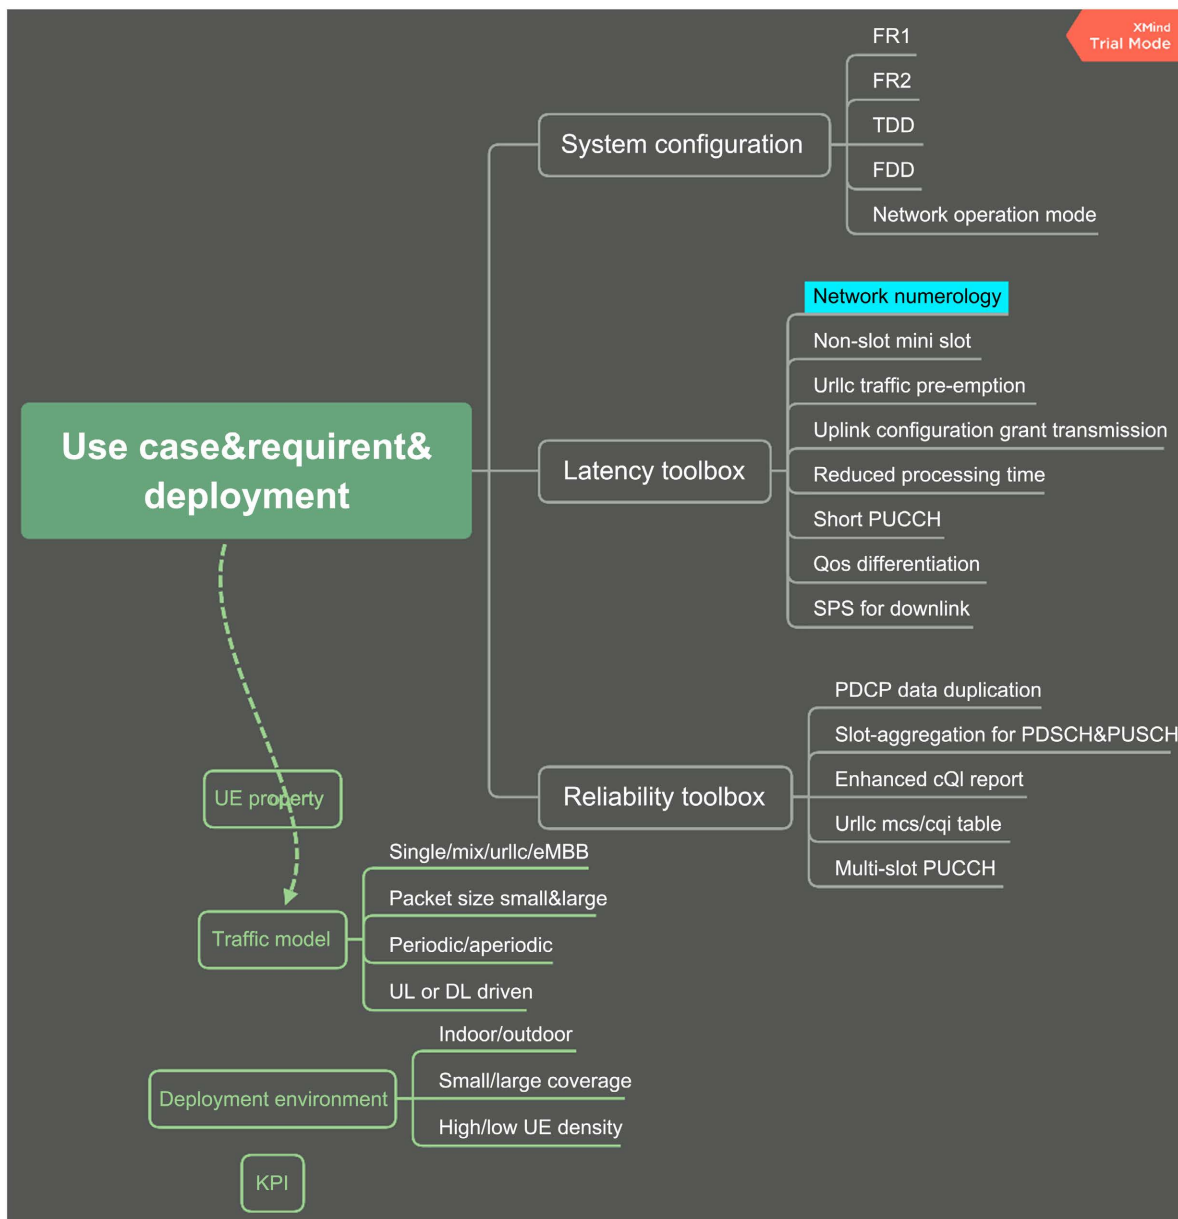 XMind
Trial Mode
FR1
FR2
TDD
FDD
Network operation mode
System configuration
Use case&requirent&
deployment
Latency toolbox
Network numerology
Non-slot mini slot
Urllc traffic pre-emption
Uplink configuration grant transmission
Reduced processing time
Short PUCCH
Qos differentiation
SPS for downlink
Reliability toolbox
PDCP data duplication
Slot-aggregation for PDSCH&PUSCH
Enhanced cQI report
Urllc mcs/cqi table
Multi-slot PUCCH
UE property
Traffic model
Single/mix/urllc/eMBB
Packet size small&large
Periodic/aperiodic
UL or DL driven
Deployment environment
Indoor/outdoor
Small/large coverage
High/low UE density
KPI